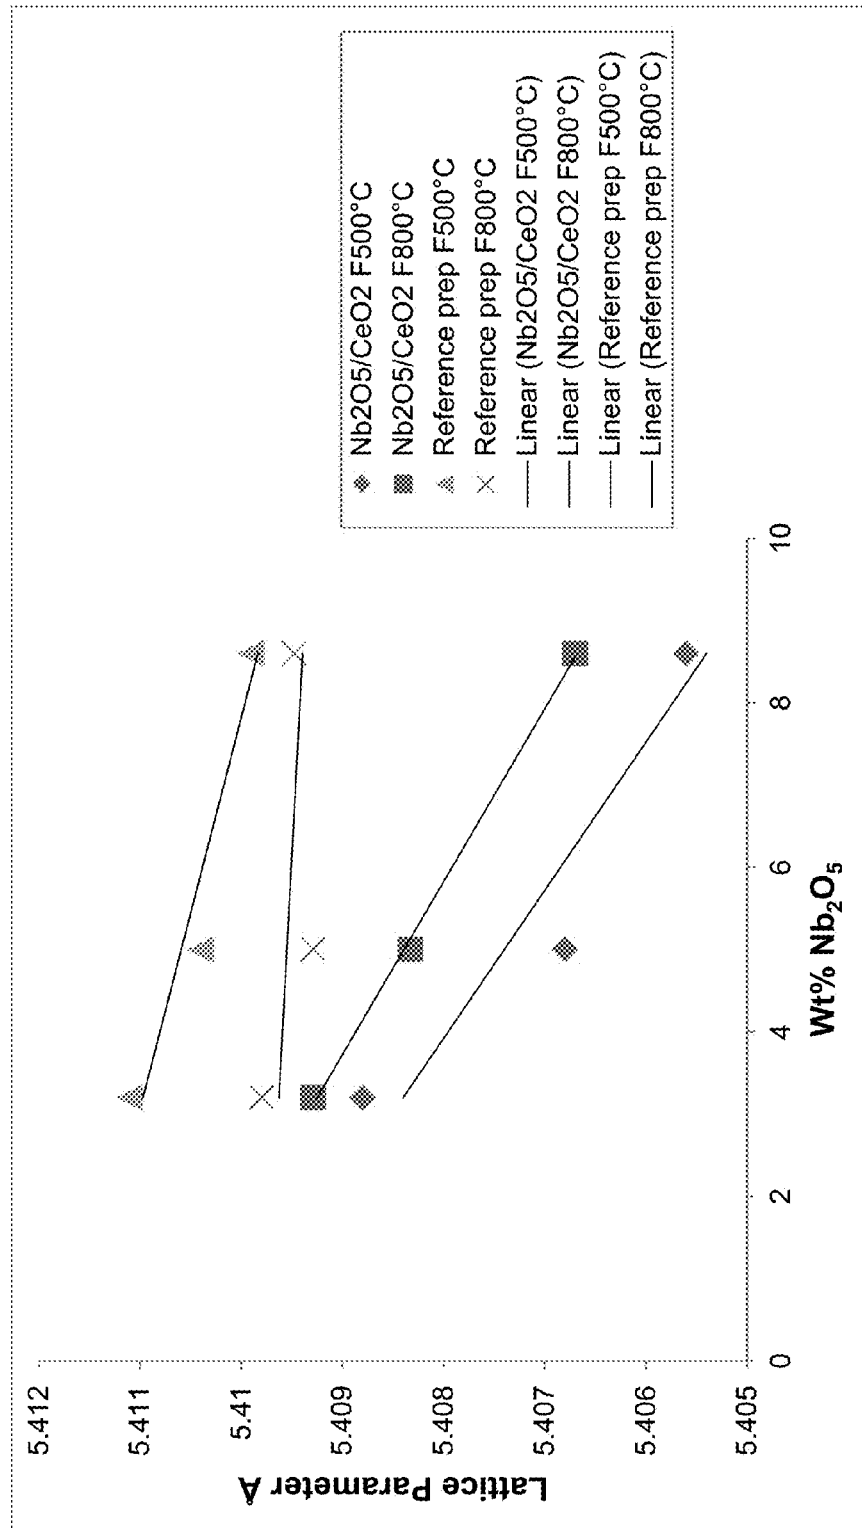 Lattice Parameter Å
5.412
5.411
5.41
5.409
5.408
5.407
5.406
5.405
0
2
4
6
8
10
Wt% Nb₂O₅
Nb2O5/CeO2 F500°C
Nb2O5/CeO2 F800°C
Reference prep F500°C
Reference prep F800°C
Linear (Nb2O5/CeO2 F500°C)
Linear (Nb2O5/CeO2 F800°C)
Linear (Reference prep F500°C)
Linear (Reference prep F800°C)